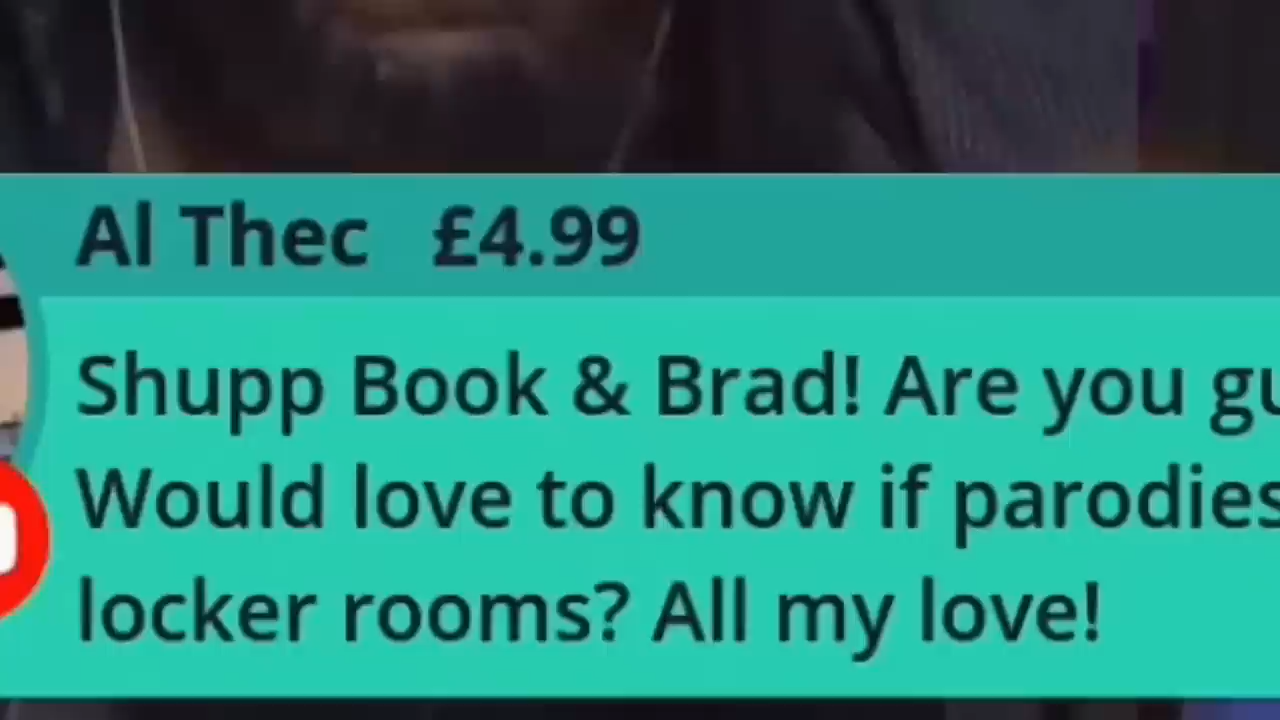 Al Thec £4.99
Shupp Book & Brad! Are you
Would love to know if parodies
locker rooms? All my love!